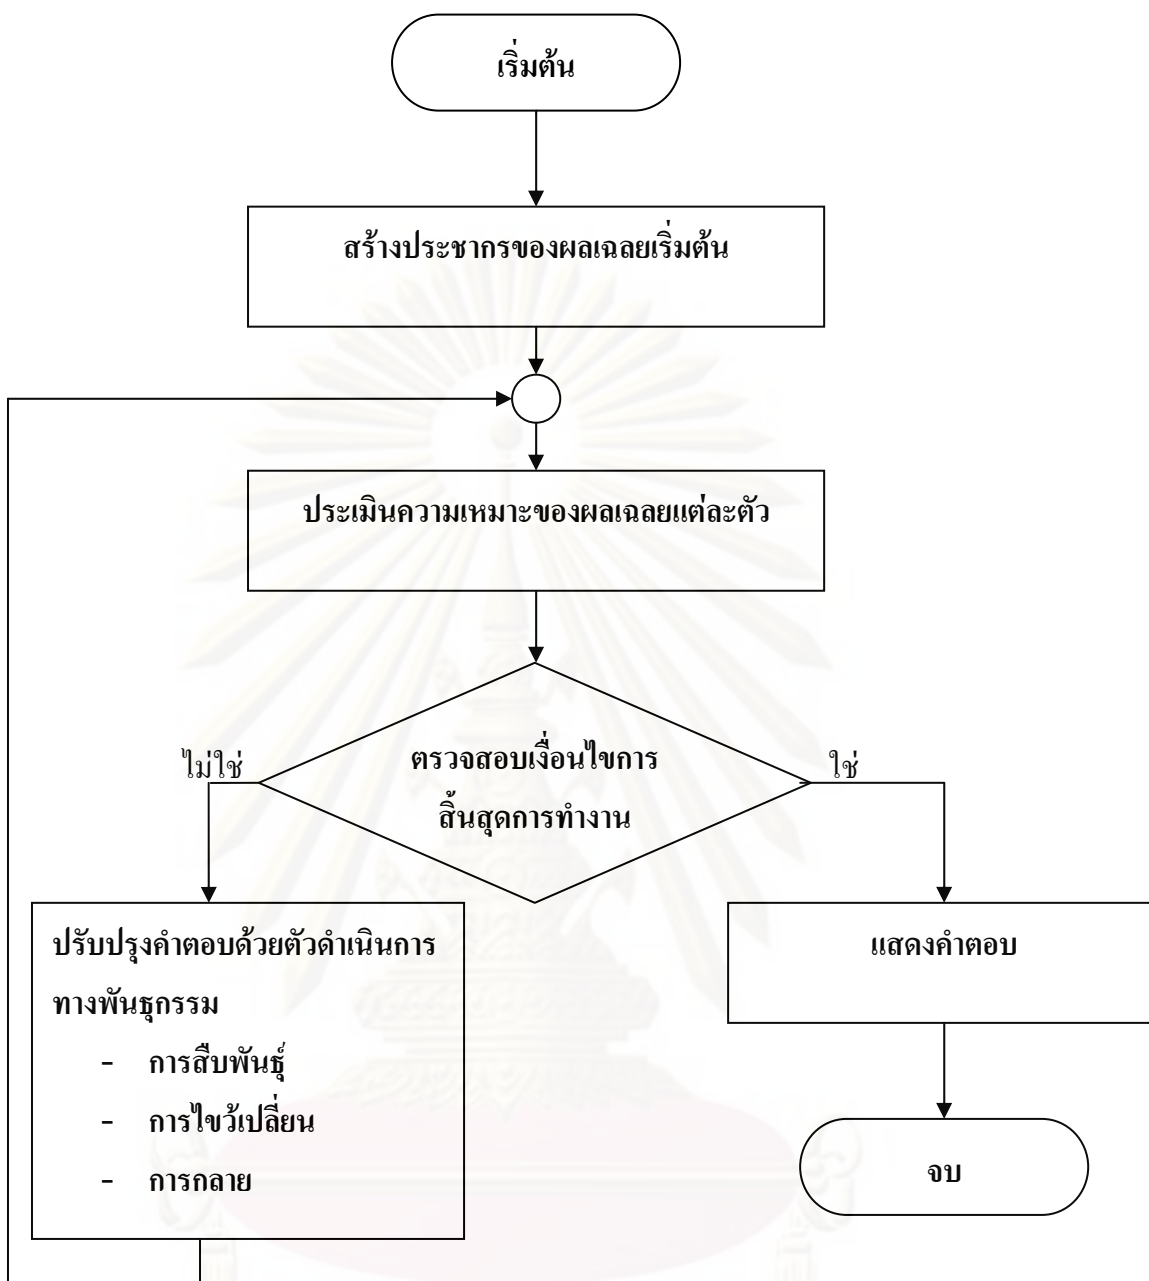 เริ่มต้น
สร้างประชากรของผลเฉลยเริ่มต้น
ประเมินความเหมาะของผลเฉลยแต่ละตัว
ตรวจสอบเงื่อนไขการ
สิ้นสุดการทำงาน
ไม่ใช่
ใช่
ปรับปรุงคำตอบด้วยตัวดำเนินการ
ทางพันธุกรรม
- การสืบพันธุ์
- การไขว้เปลี่ยน
- การกลาย
แสดงคำตอบ
จบ